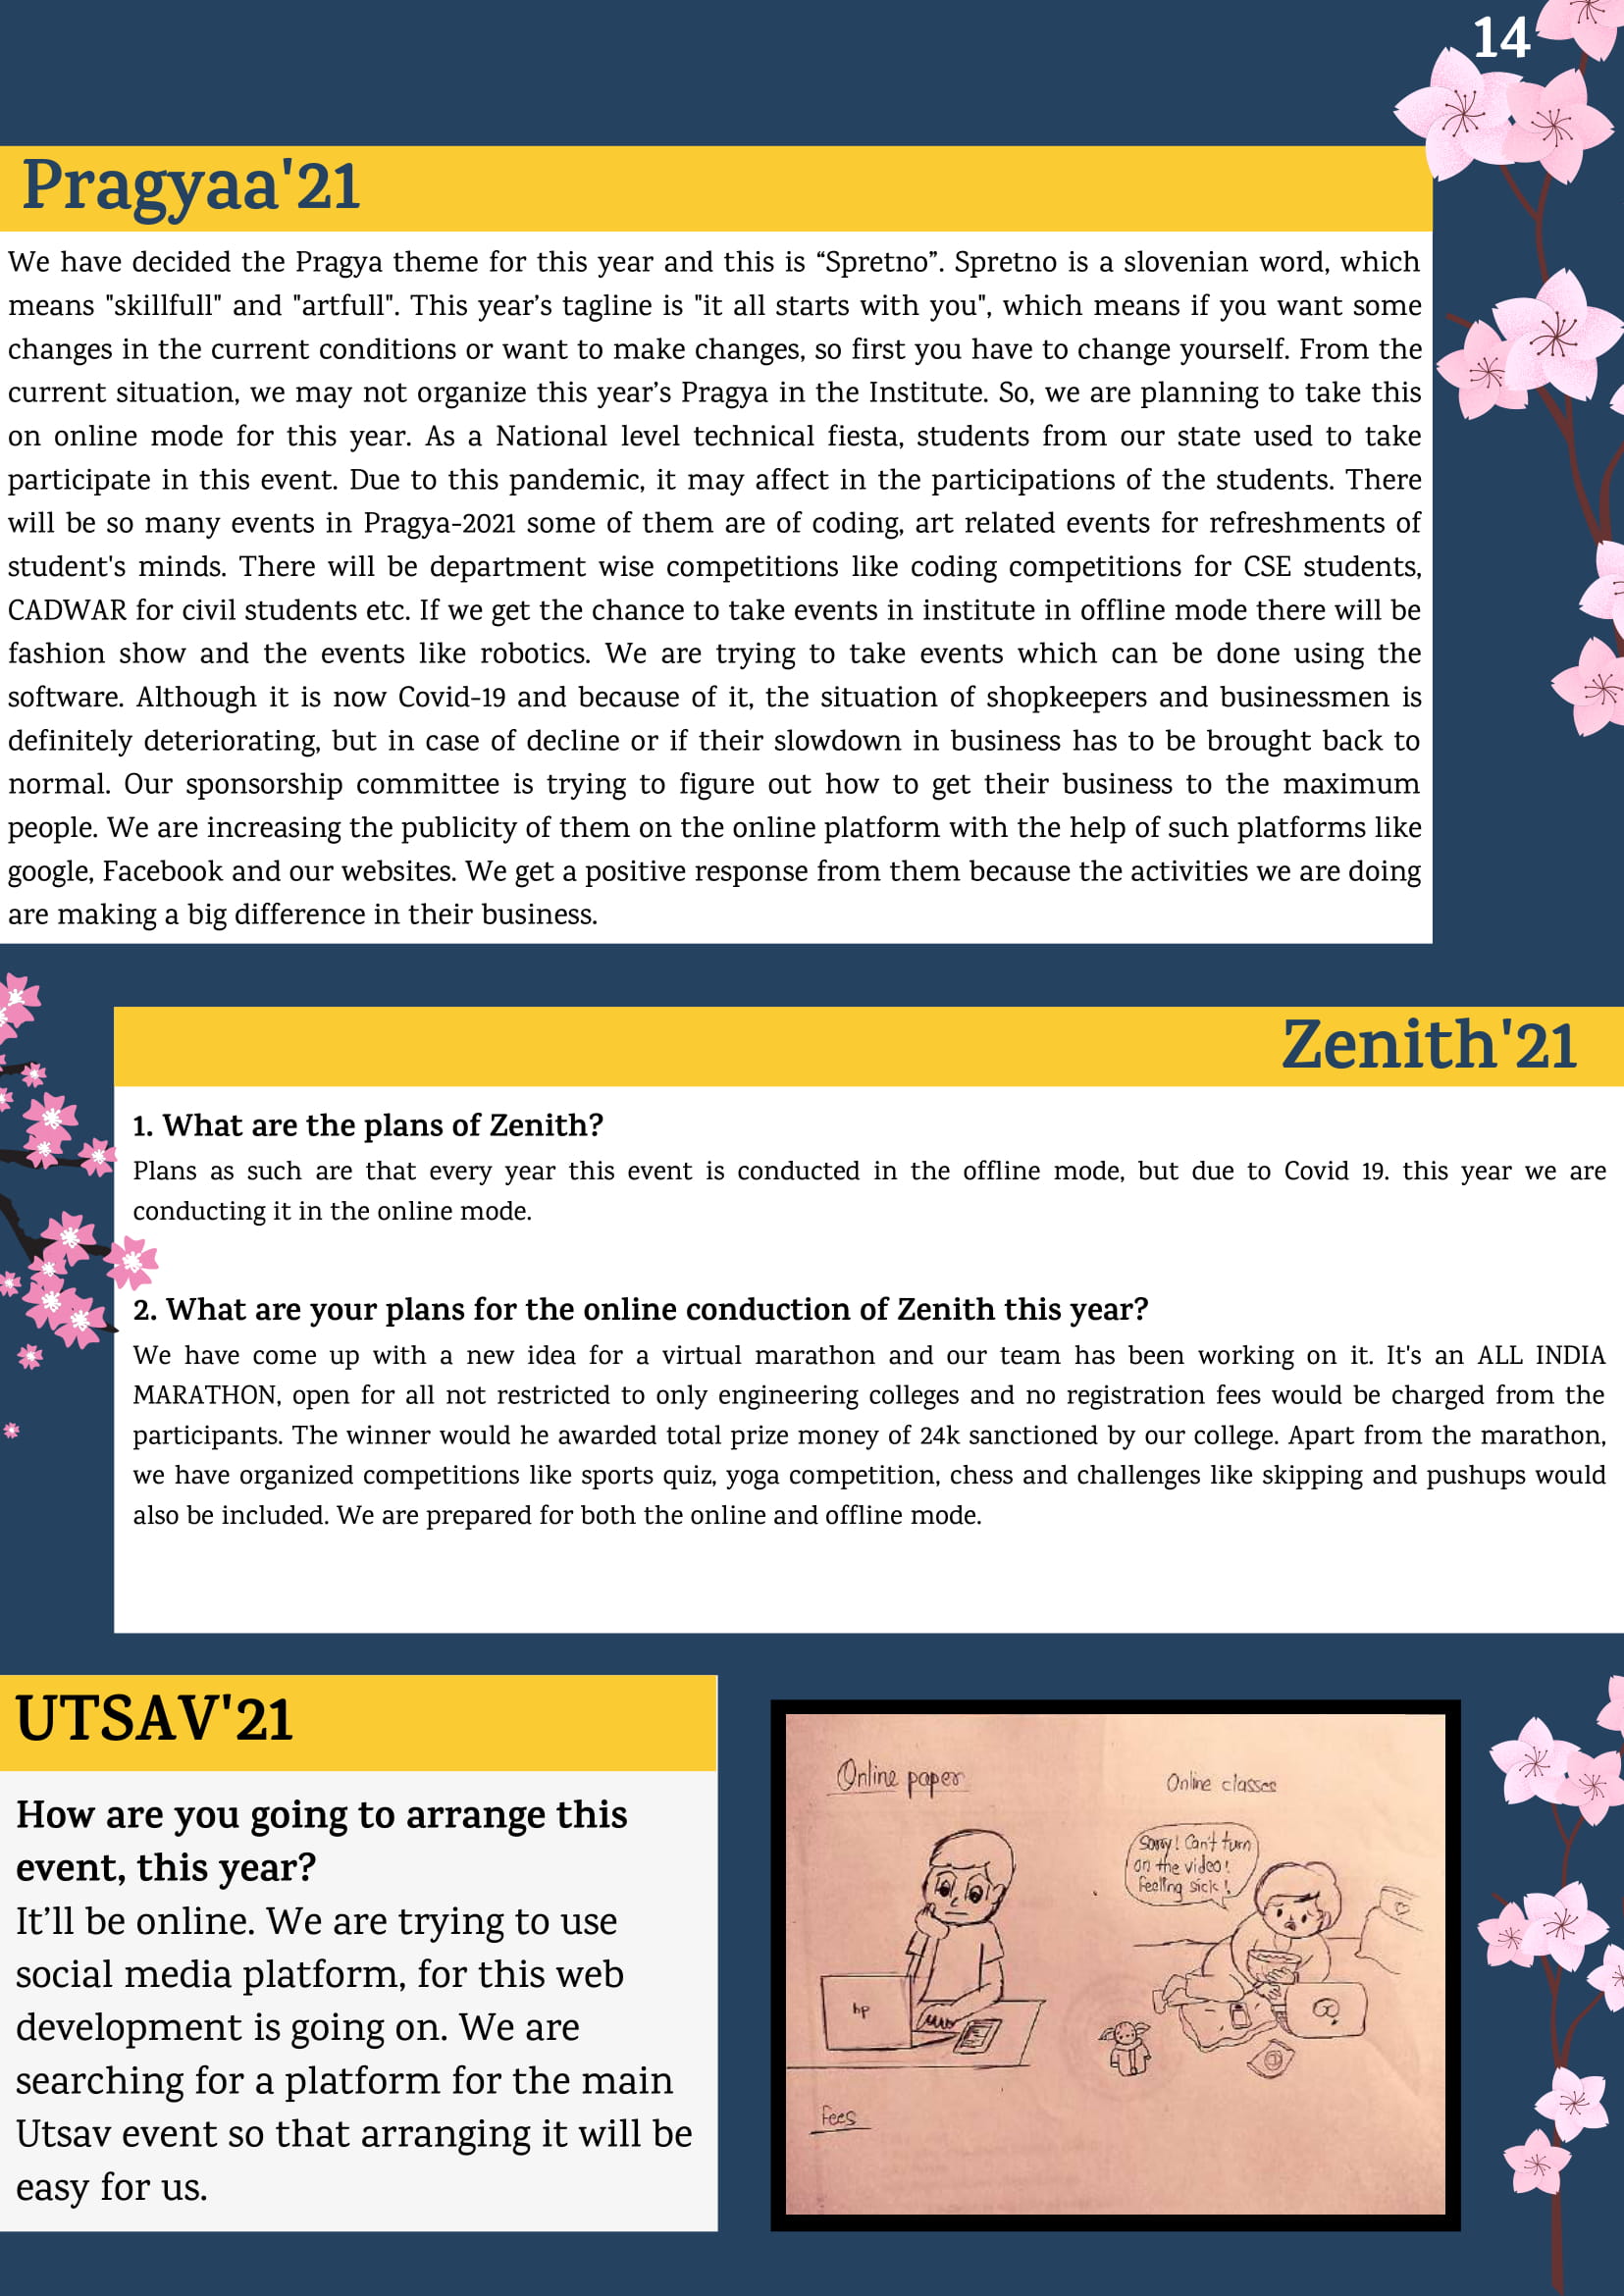 14
Pragyaa'21
We have decided the Pragya theme for this year and this is “Spretno”. Spretno is a slovenian word, which
means "skillfull" and "artfull". This year’s tagline is "it all starts with you", which means if you want some
changes in the current conditions or want to make changes, so first you have to change yourself. From the
current situation, we may not organize this year’s Pragya in the Institute. So, we are planning to take this
on online mode for this year. As a National level technical fiesta, students from our state used to take
participate in this event. Due to this pandemic, it may affect in the participations of the students. There
will be so many events in Pragya-2021 some of them are of coding, art related events for refreshments of
student's minds. There will be department wise competitions like coding competitions for CSE students,
CADWAR for civil students etc. If we get the chance to take events in institute in offline mode there will be
fashion show and the events like robotics. We are trying to take events which can be done using the
software. Although it is now Covid-19 and because of it, the situation of shopkeepers and businessmen is
definitely deteriorating, but in case of decline or if their slowdown in business has to be brought back to
normal. Our sponsorship committee is trying to figure out how to get their business to the maximum
people. We are increasing the publicity of them on the online platform with the help of such platforms like
google, Facebook and our websites. We get a positive response from them because the activities we are doing
are making a big difference in their business.
Zenith'21
1. What are the plans of Zenith?
Plans as such are that every year this event is conducted in the offline mode, but due to Covid 19. this year we are
conducting it in the online mode.
2. What are your plans for the online conduction of Zenith this year?
We have come up with a new idea for a virtual marathon and our team has been working on it. It's an ALL INDIA
MARATHON, open for all not restricted to only engineering colleges and no registration fees would be charged from the
participants. The winner would he awarded total prize money of 24k sanctioned by our college. Apart from the marathon,
we have organized competitions like sports quiz, yoga competition, chess and challenges like skipping and pushups would
also be included. We are prepared for both the online and offline mode.
UTSAV'21
How are you going to arrange this
event, this year?
It’ll be online. We are trying to use
social media platform, for this web
development is going on. We are
searching for a platform for the main
Utsav event so that arranging it will be
easy for us.
Online paper
Online classes
Sorry! Can't turn
on the video!
Feeling sick!
hp
Fees